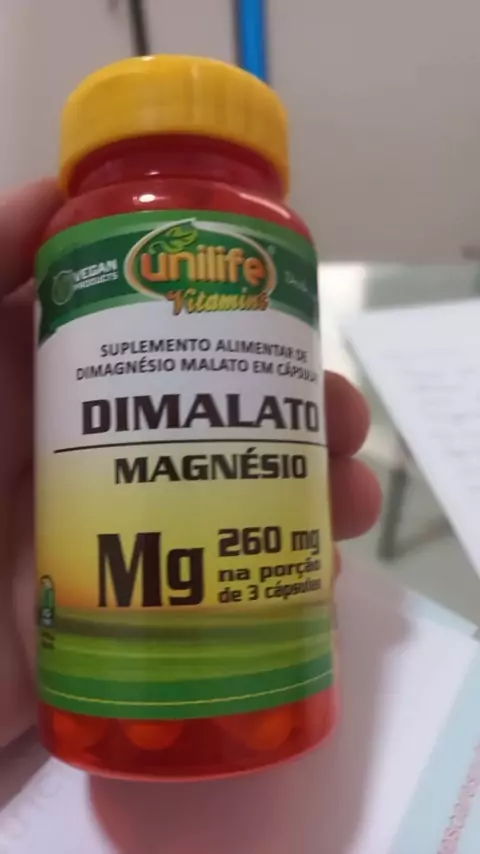 VEGAN
PRODUCTS
unilife
Vitamins
SUPLEMENTO ALIMENTAR DE
DIMAGNÉSIO MALATO EM CÁPSULA
DIMALATO
MAGNÉSIO
Mg
260 mg
na porção
de 3 cápsulas